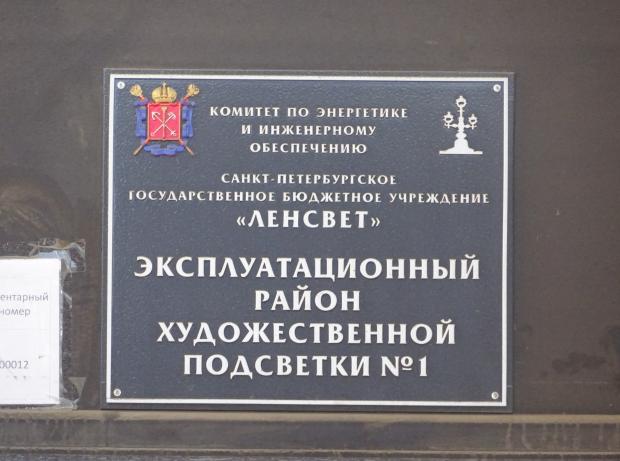 КОМИТЕТ ПО ЭНЕРГЕТИКЕ
И ИНЖЕНЕРНОМУ
ОБЕСПЕЧЕНИЮ
САНКТ-ПЕТЕРБУРГСКОЕ
ГОСУДАРСТВЕННОЕ БЮДЖЕТНОЕ УЧРЕЖДЕНИЕ
«ЛЕНСВЕТ»
ЭКСПЛУАТАЦИОННЫЙ
РАЙОН
ХУДОЖЕСТВЕННОЙ
ПОДСВЕТКИ №1
ентарный
номер
00012